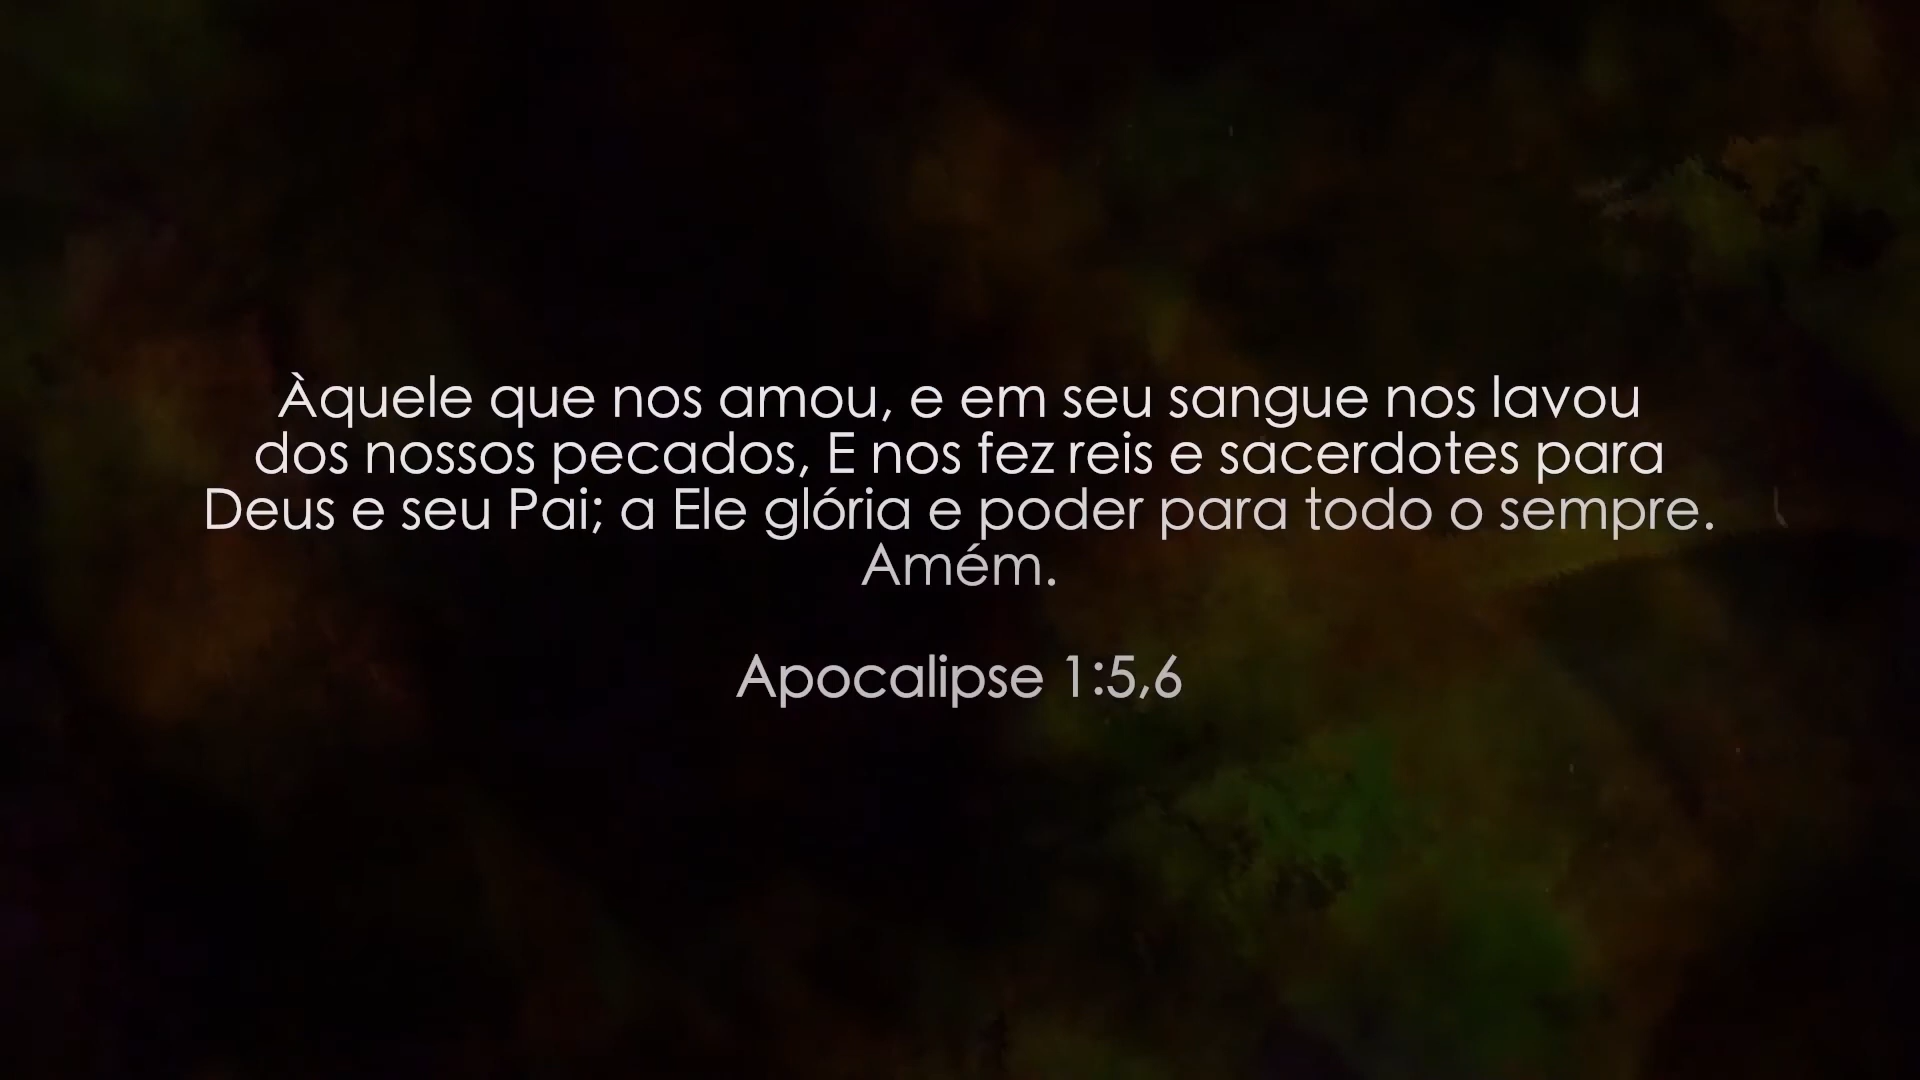 Àquele que nos amou, e em seu sangue nos lavou
dos nossos pecados, E nos fez reis e sacerdotes para
Deus e seu Pai; a Ele glória e poder para todo o sempre.
Amém.
Apocalipse 1:5,6